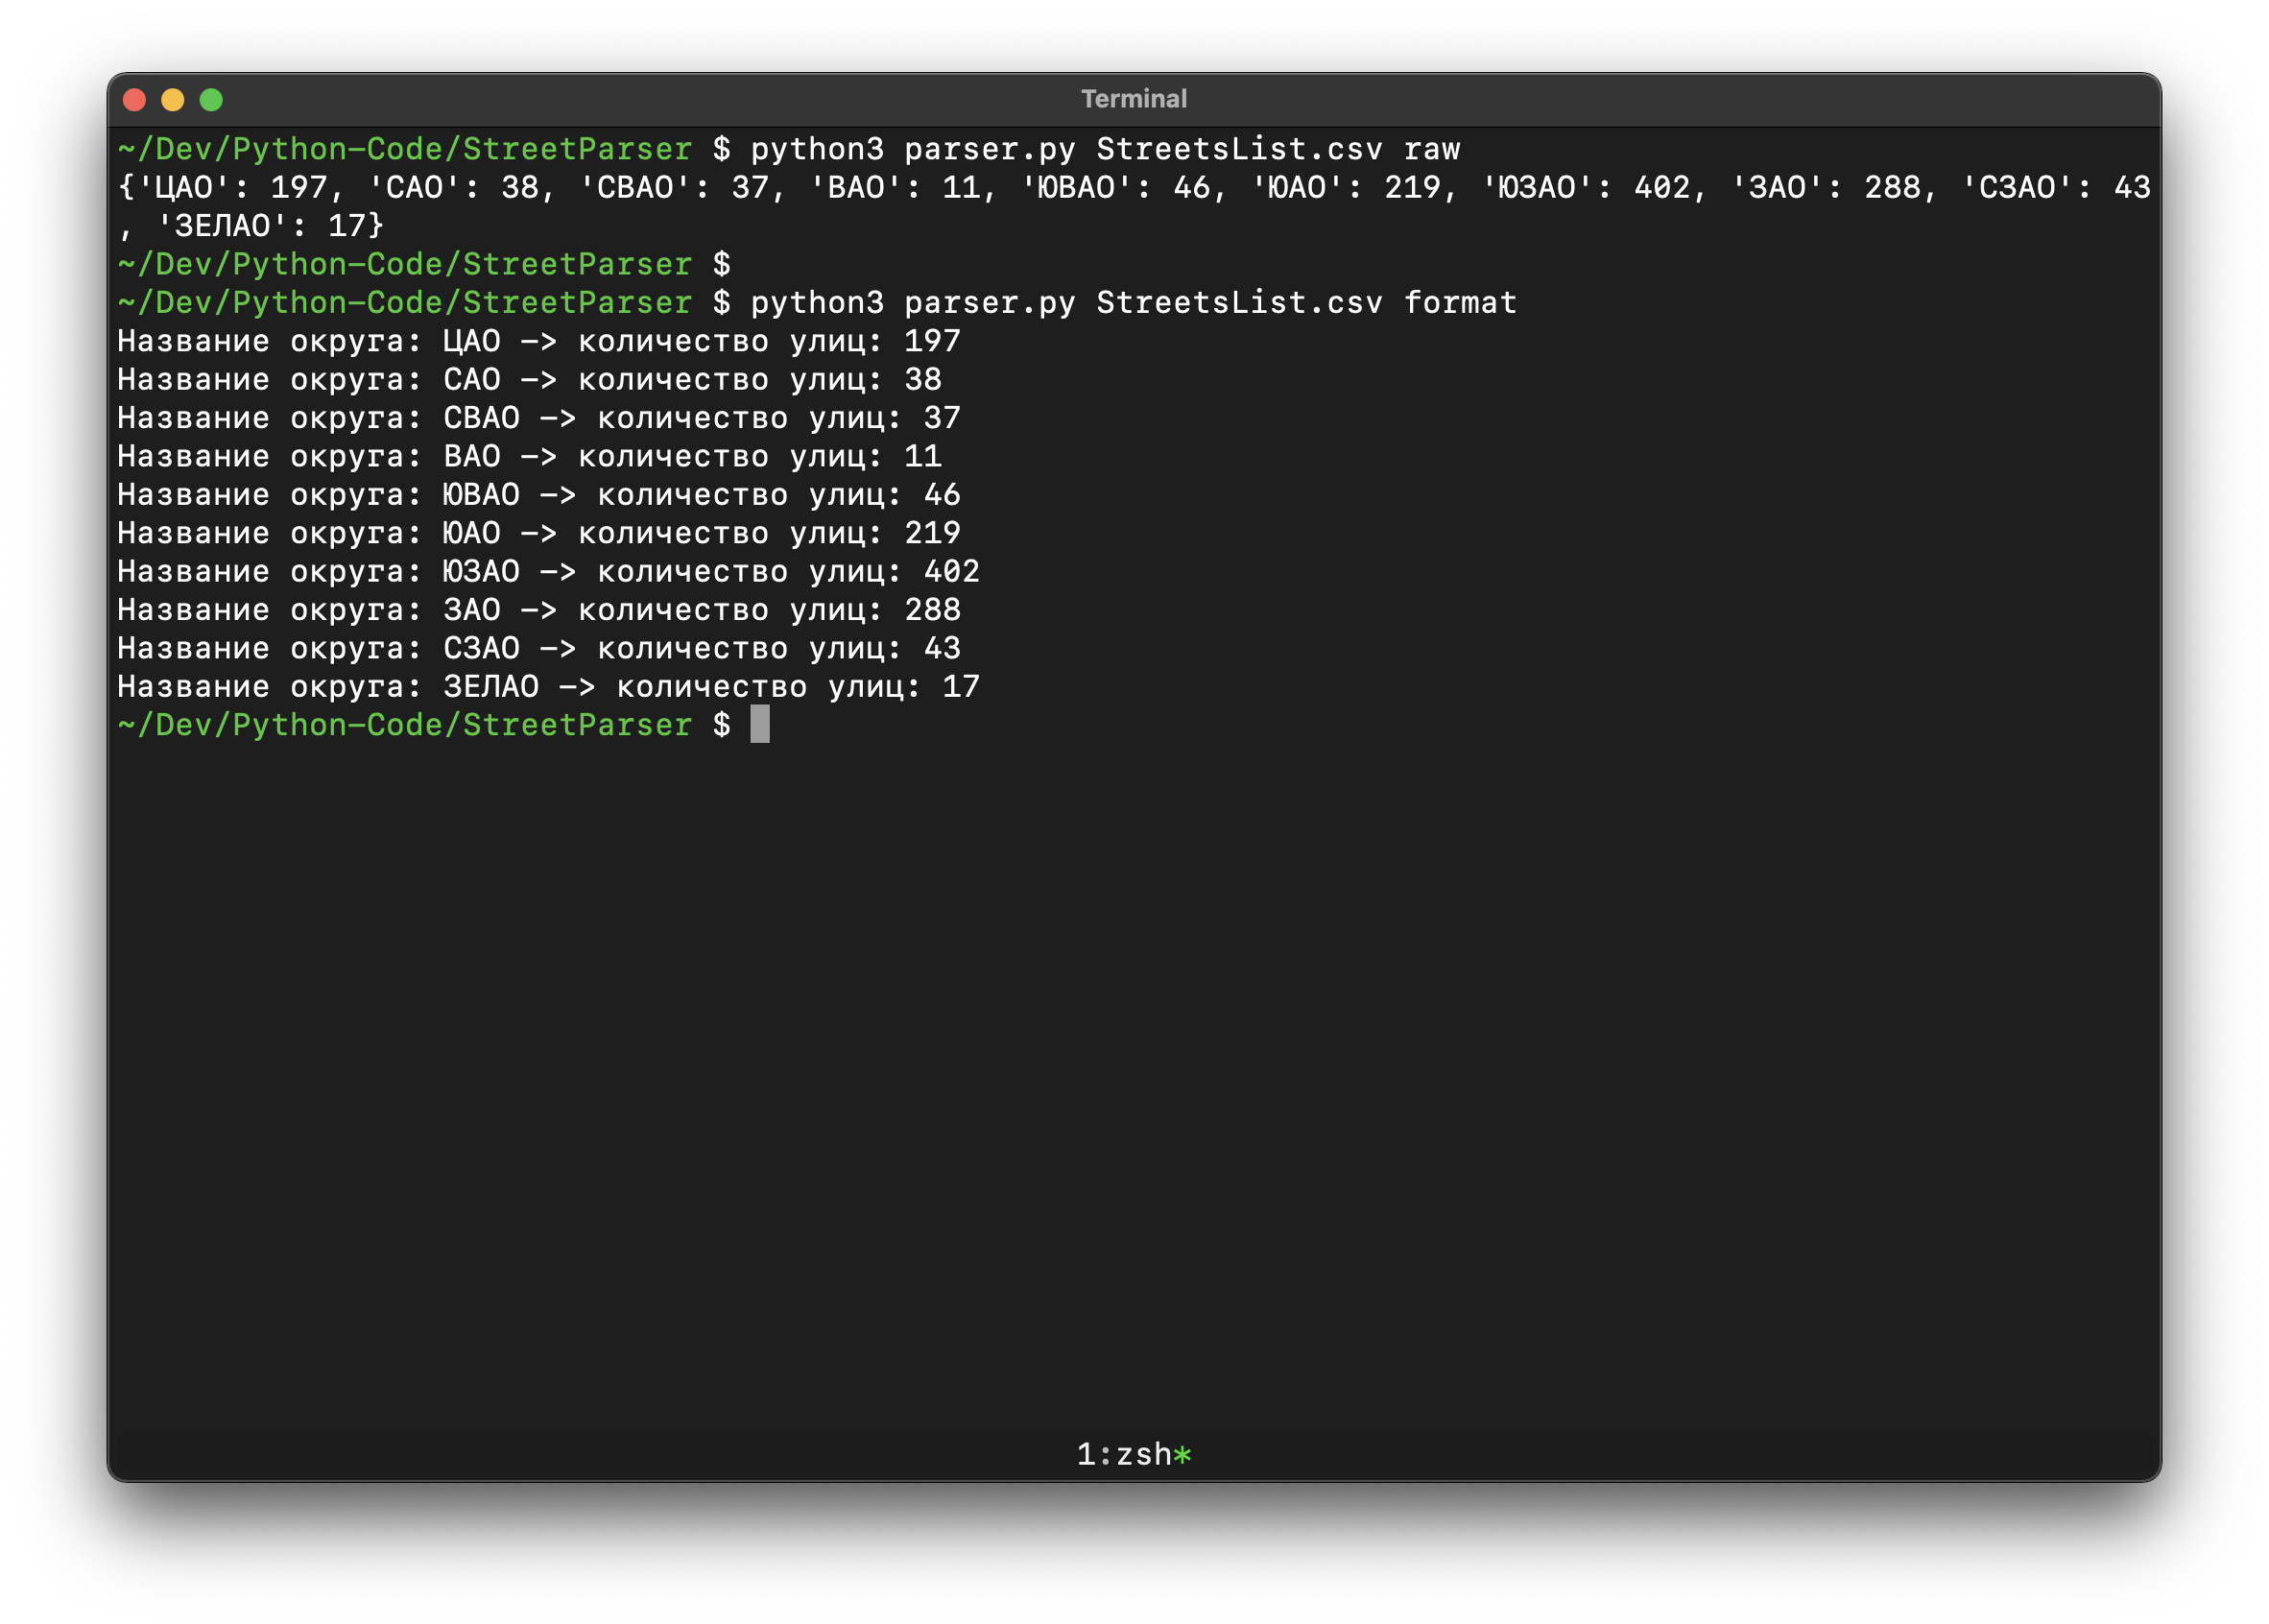 Terminal
~/Dev/Python-Code/StreetParser $ python3 parser.py StreetsList.csv raw
{'ЦАО': 197, 'САО': 38, 'СВАО': 37, 'ВАО': 11, 'ЮВАО': 46, 'ЮАО': 219, 'ЮЗАО': 402, 'ЗАО': 288, 'СЗАО': 43
, 'ЗЕЛАО': 17}
~/Dev/Python-Code/StreetParser $
~/Dev/Python-Code/StreetParser $ python3 parser.py StreetsList.csv format
Название округа: ЦАО -> количество улиц: 197
Название округа: САО -> количество улиц: 38
Название округа: СВАО -> количество улиц: 37
Название округа: ВАО -> количество улиц: 11
Название округа: ЮВАО -> количество улиц: 46
Название округа: ЮАО -> количество улиц: 219
Название округа: ЮЗАО -> количество улиц: 402
Название округа: ЗАО -> количество улиц: 288
Название округа: СЗАО -> количество улиц: 43
Название округа: ЗЕЛАО -> количество улиц: 17
~/Dev/Python-Code/StreetParser $
1:zsh*